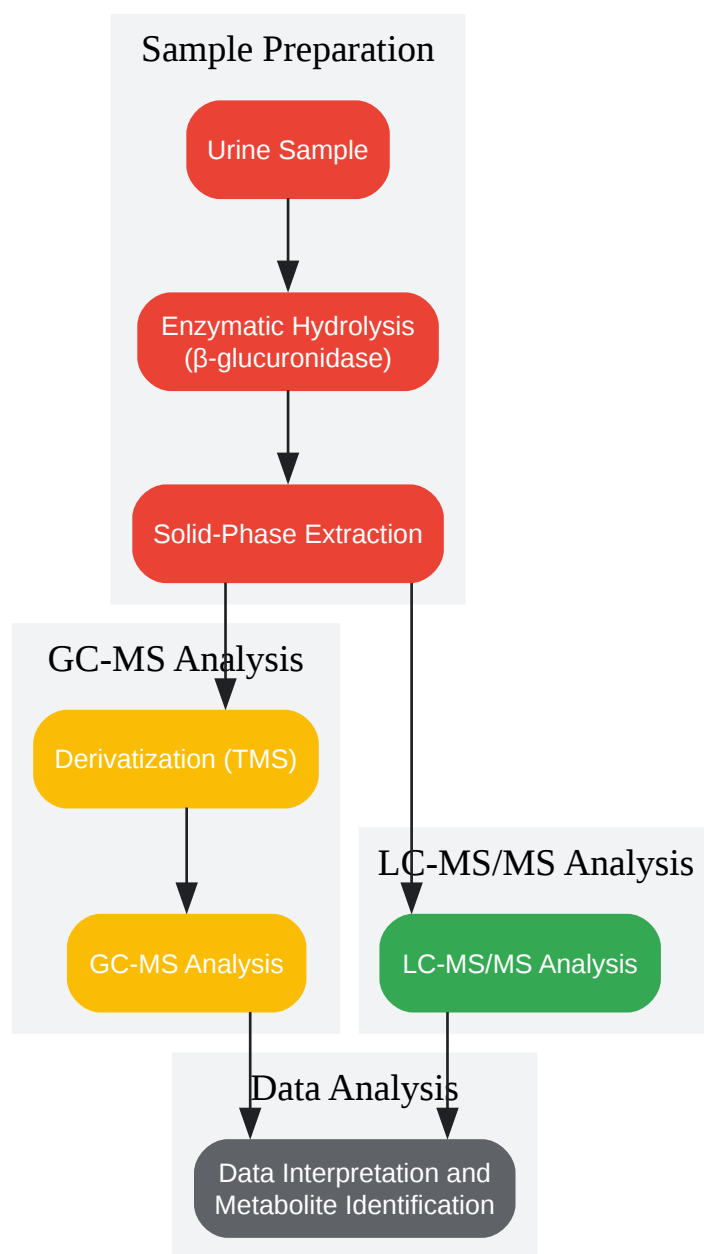 Sample Preparation
Urine Sample
Enzymatic Hydrolysis
(β-glucuronidase)
Solid-Phase Extraction
GC-MS Analysis
Derivatization (TMS)
LC-MS/MS Analysis
GC-MS Analysis
LC-MS/MS Analysis
Data Analysis
Data Interpretation and
Metabolite Identification